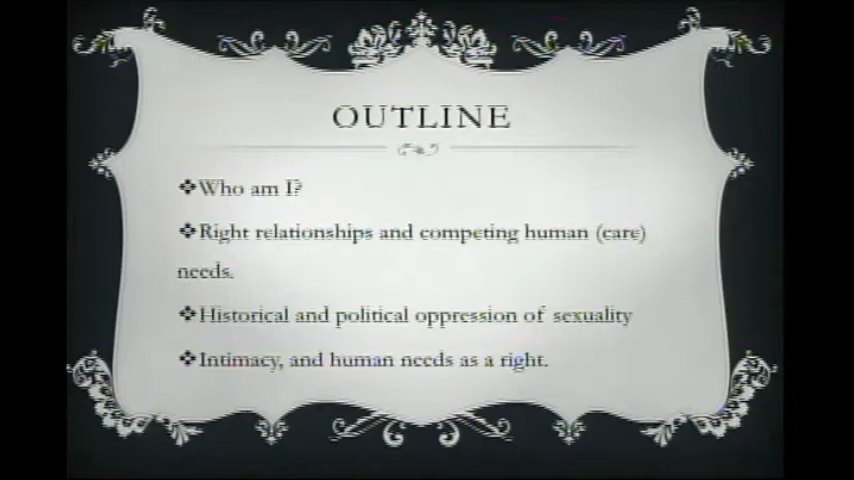 OUTLINE
❖Who am I?
❖Right relationships and competing human (care)
needs.
❖Historical and political oppression of sexuality
❖Intimacy, and human needs as a right.